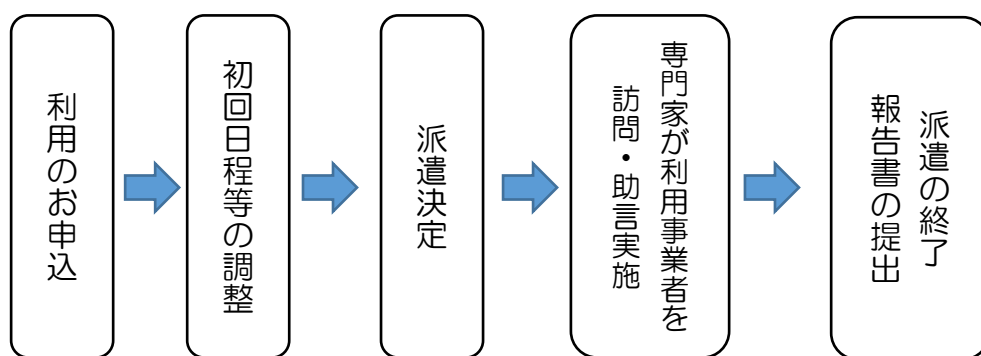 利用のお申込
初回日程等の調整
派遣決定
専門家が利用事業者を
訪問・助言実施
派遣の終了
報告書の提出